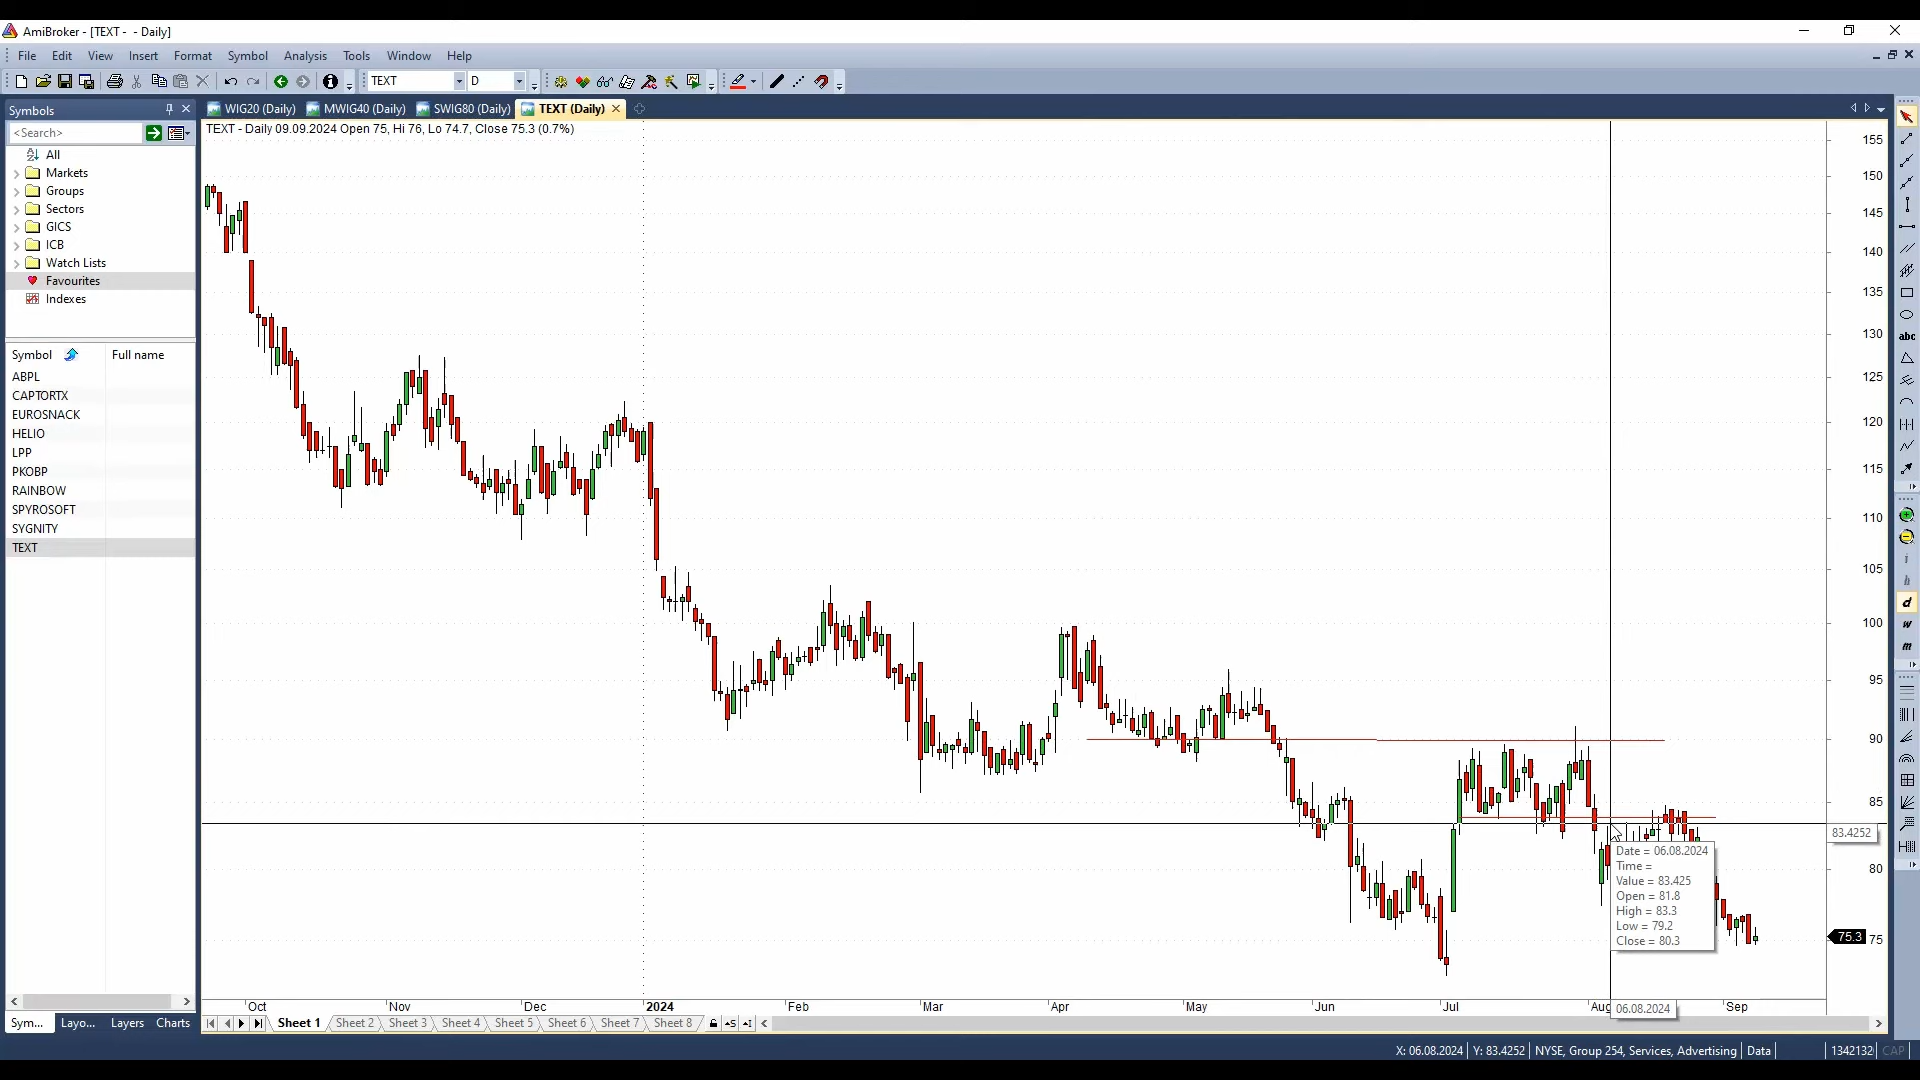 AmiBroker - [TEXT -  - Daily]
File Edit View Insert Format Symbol Analysis Tools Window Help
TEXT D
Symbols
WIG20 (Daily) MWIG40 (Daily) SWIG80 (Daily) TEXT (Daily)
<Search>
TEXT - Daily 09.09.2024 Open 75, Hi 76, Lo 74.7, Close 75.3 (0.7%)
All
Markets
Groups
Sectors
GICS
ICB
Watch Lists
Favourites
Indexes
Symbol Full name
ABPL
CAPTORTX
EUROSNACK
HELIO
LPP
PKOBP
RAINBOW
SPYROSOFT
SYGNITY
TEXT
155
150
145
140
135
130
125
120
115
110
105
100
95
90
85
83.4252
80
75.3 75
abc
i
h
d
w
m
Date = 06.08.2024
Time =
Value = 83.425
Open = 81.8
High = 83.3
Low = 79.2
Close = 80.3
Oct Nov Dec 2024 Feb Mar Apr May Jun Jul Aug Sep
06.08.2024
Sym... Layo... Layers Charts
Sheet 1 Sheet 2 Sheet 3 Sheet 4 Sheet 5 Sheet 6 Sheet 7 Sheet 8
X: 06.08.2024 Y: 83.4252 NYSE, Group 254, Services, Advertising Data 1342132 CAP